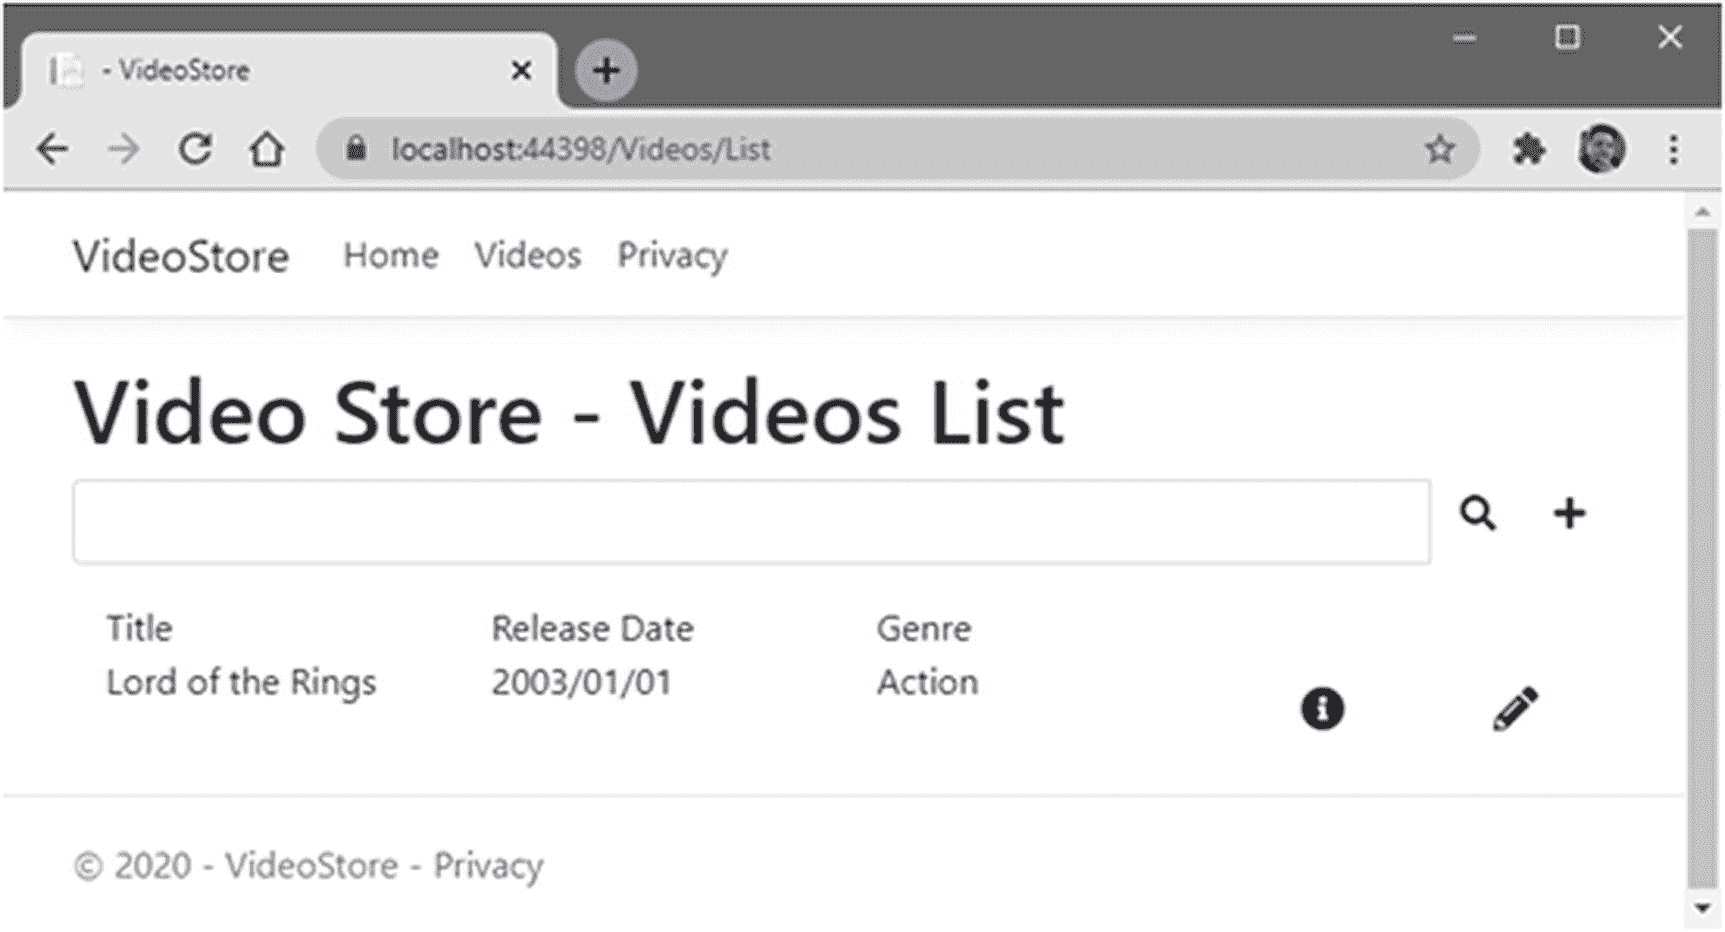 - VideoStore
localhost:44398/Videos/List
VideoStore Home Videos Privacy
Video Store - Videos List
Title Release Date Genre
Lord of the Rings 2003/01/01 Action
© 2020 - VideoStore - Privacy